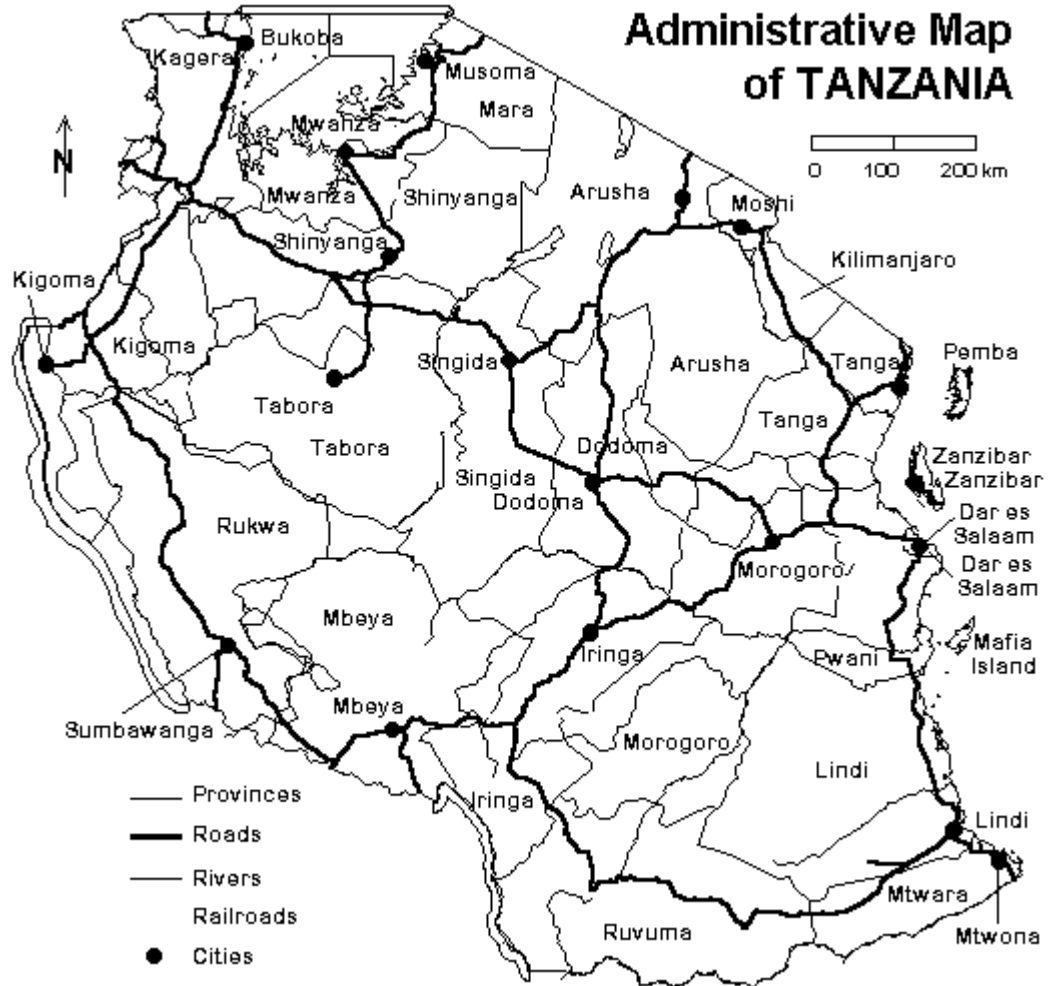 Administrative Map
of TANZANIA
N
0 100 200 km
Bukoba
Kagera
Musoma
Mara
Mwanza
Mwanza
Shinyanga
Arusha
Moshi
Shinyanga
Kilimanjaro
Kigoma
Kigoma
Singida
Arusha
Tanga
Pemba
Tabora
Tanga
Tabora
Dodoma
Zanzibar
Zanzibar
Singida
Dodoma
Rukwa
Dar es
Salaam
Dar es
Salaam
Morogoro
Mbeya
Iringa
Pwani
Mafia
Island
Mbeya
Sumbawanga
Morogoro
Lindi
Iringa
Lindi
Mtwara
Ruvuma
Mtwona
Provinces
Roads
Rivers
Railroads
Cities